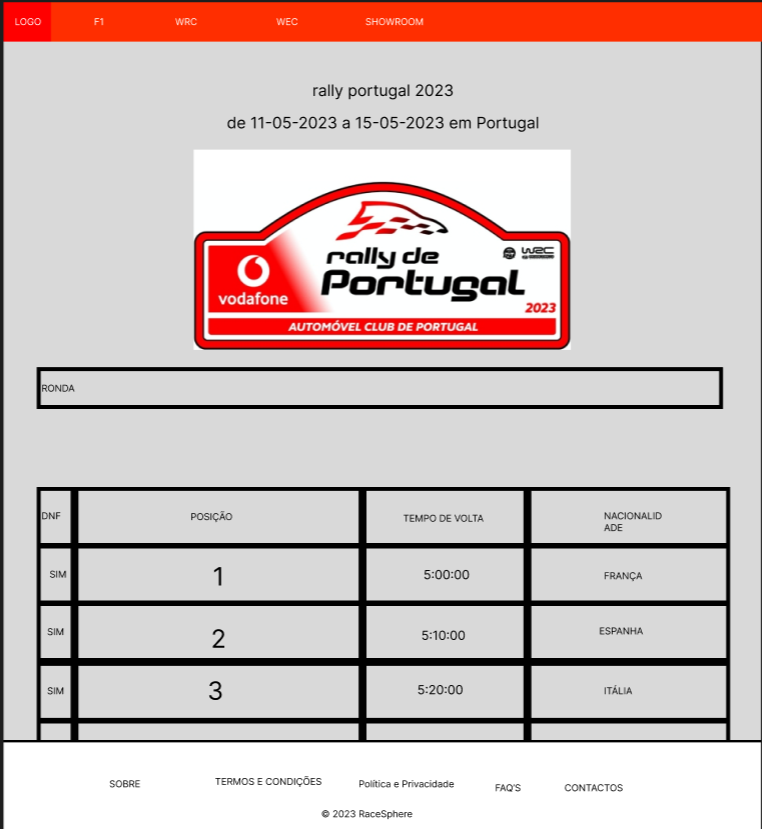 LOGO F1 WRC WEC SHOWROOM
rally portugal 2023
de 11-05-2023 a 15-05-2023 em Portugal
rally de
WRC
Portugal
vodafone
2023
AUTOMÓVEL CLUB DE PORTUGAL
RONDA
DNF POSIÇÃO TEMPO DE VOLTA NACIONALID
ADE
SIM 1 5:00:00 FRANÇA
SIM 2 5:10:00 ESPANHA
SIM 3 5:20:00 ITÁLIA
SOBRE TERMOS E CONDIÇÕES Política e Privacidade FAQ'S CONTACTOS
© 2023 RaceSphere